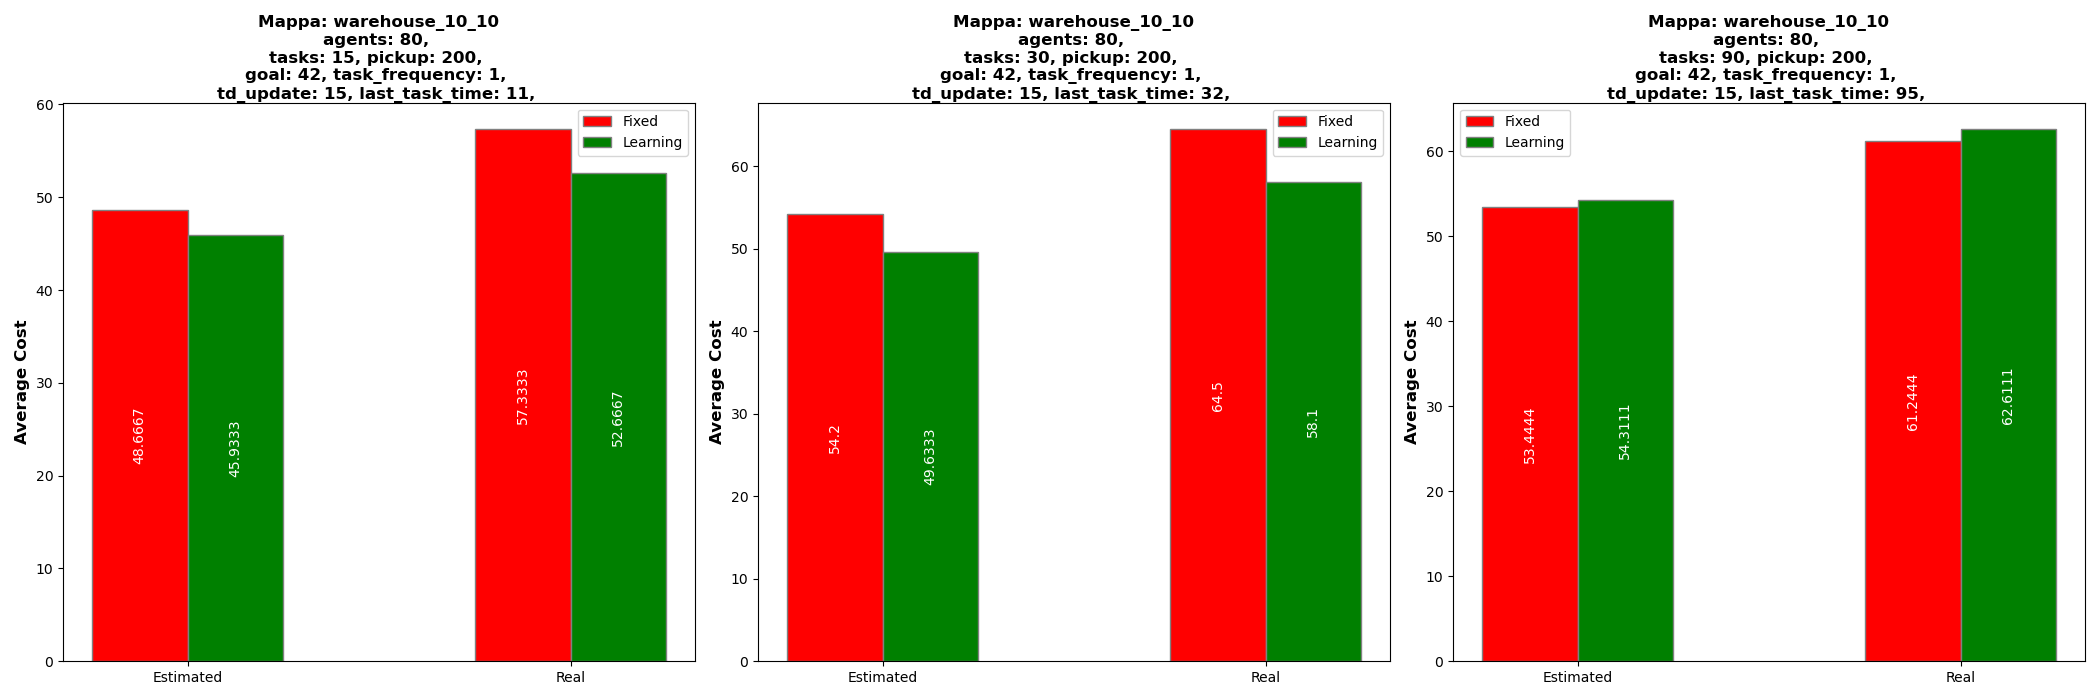 Mappa: warehouse_10_10
agents: 80,
tasks: 15, pickup: 200,
goal: 42, task_frequency: 1,
td_update: 15, last_task_time: 11,
Fixed
Learning
60
50
40
30
20
10
0
Average Cost
48.6667
45.9333
57.3333
52.6667
Estimated
Real
Mappa: warehouse_10_10
agents: 80,
tasks: 30, pickup: 200,
goal: 42, task_frequency: 1,
td_update: 15, last_task_time: 32,
Fixed
Learning
60
50
40
30
20
10
0
Average Cost
54.2
49.6333
64.5
58.1
Estimated
Real
Mappa: warehouse_10_10
agents: 80,
tasks: 90, pickup: 200,
goal: 42, task_frequency: 1,
td_update: 15, last_task_time: 95,
Fixed
Learning
60
50
40
30
20
10
0
Average Cost
53.4444
54.3111
61.2444
62.6111
Estimated
Real